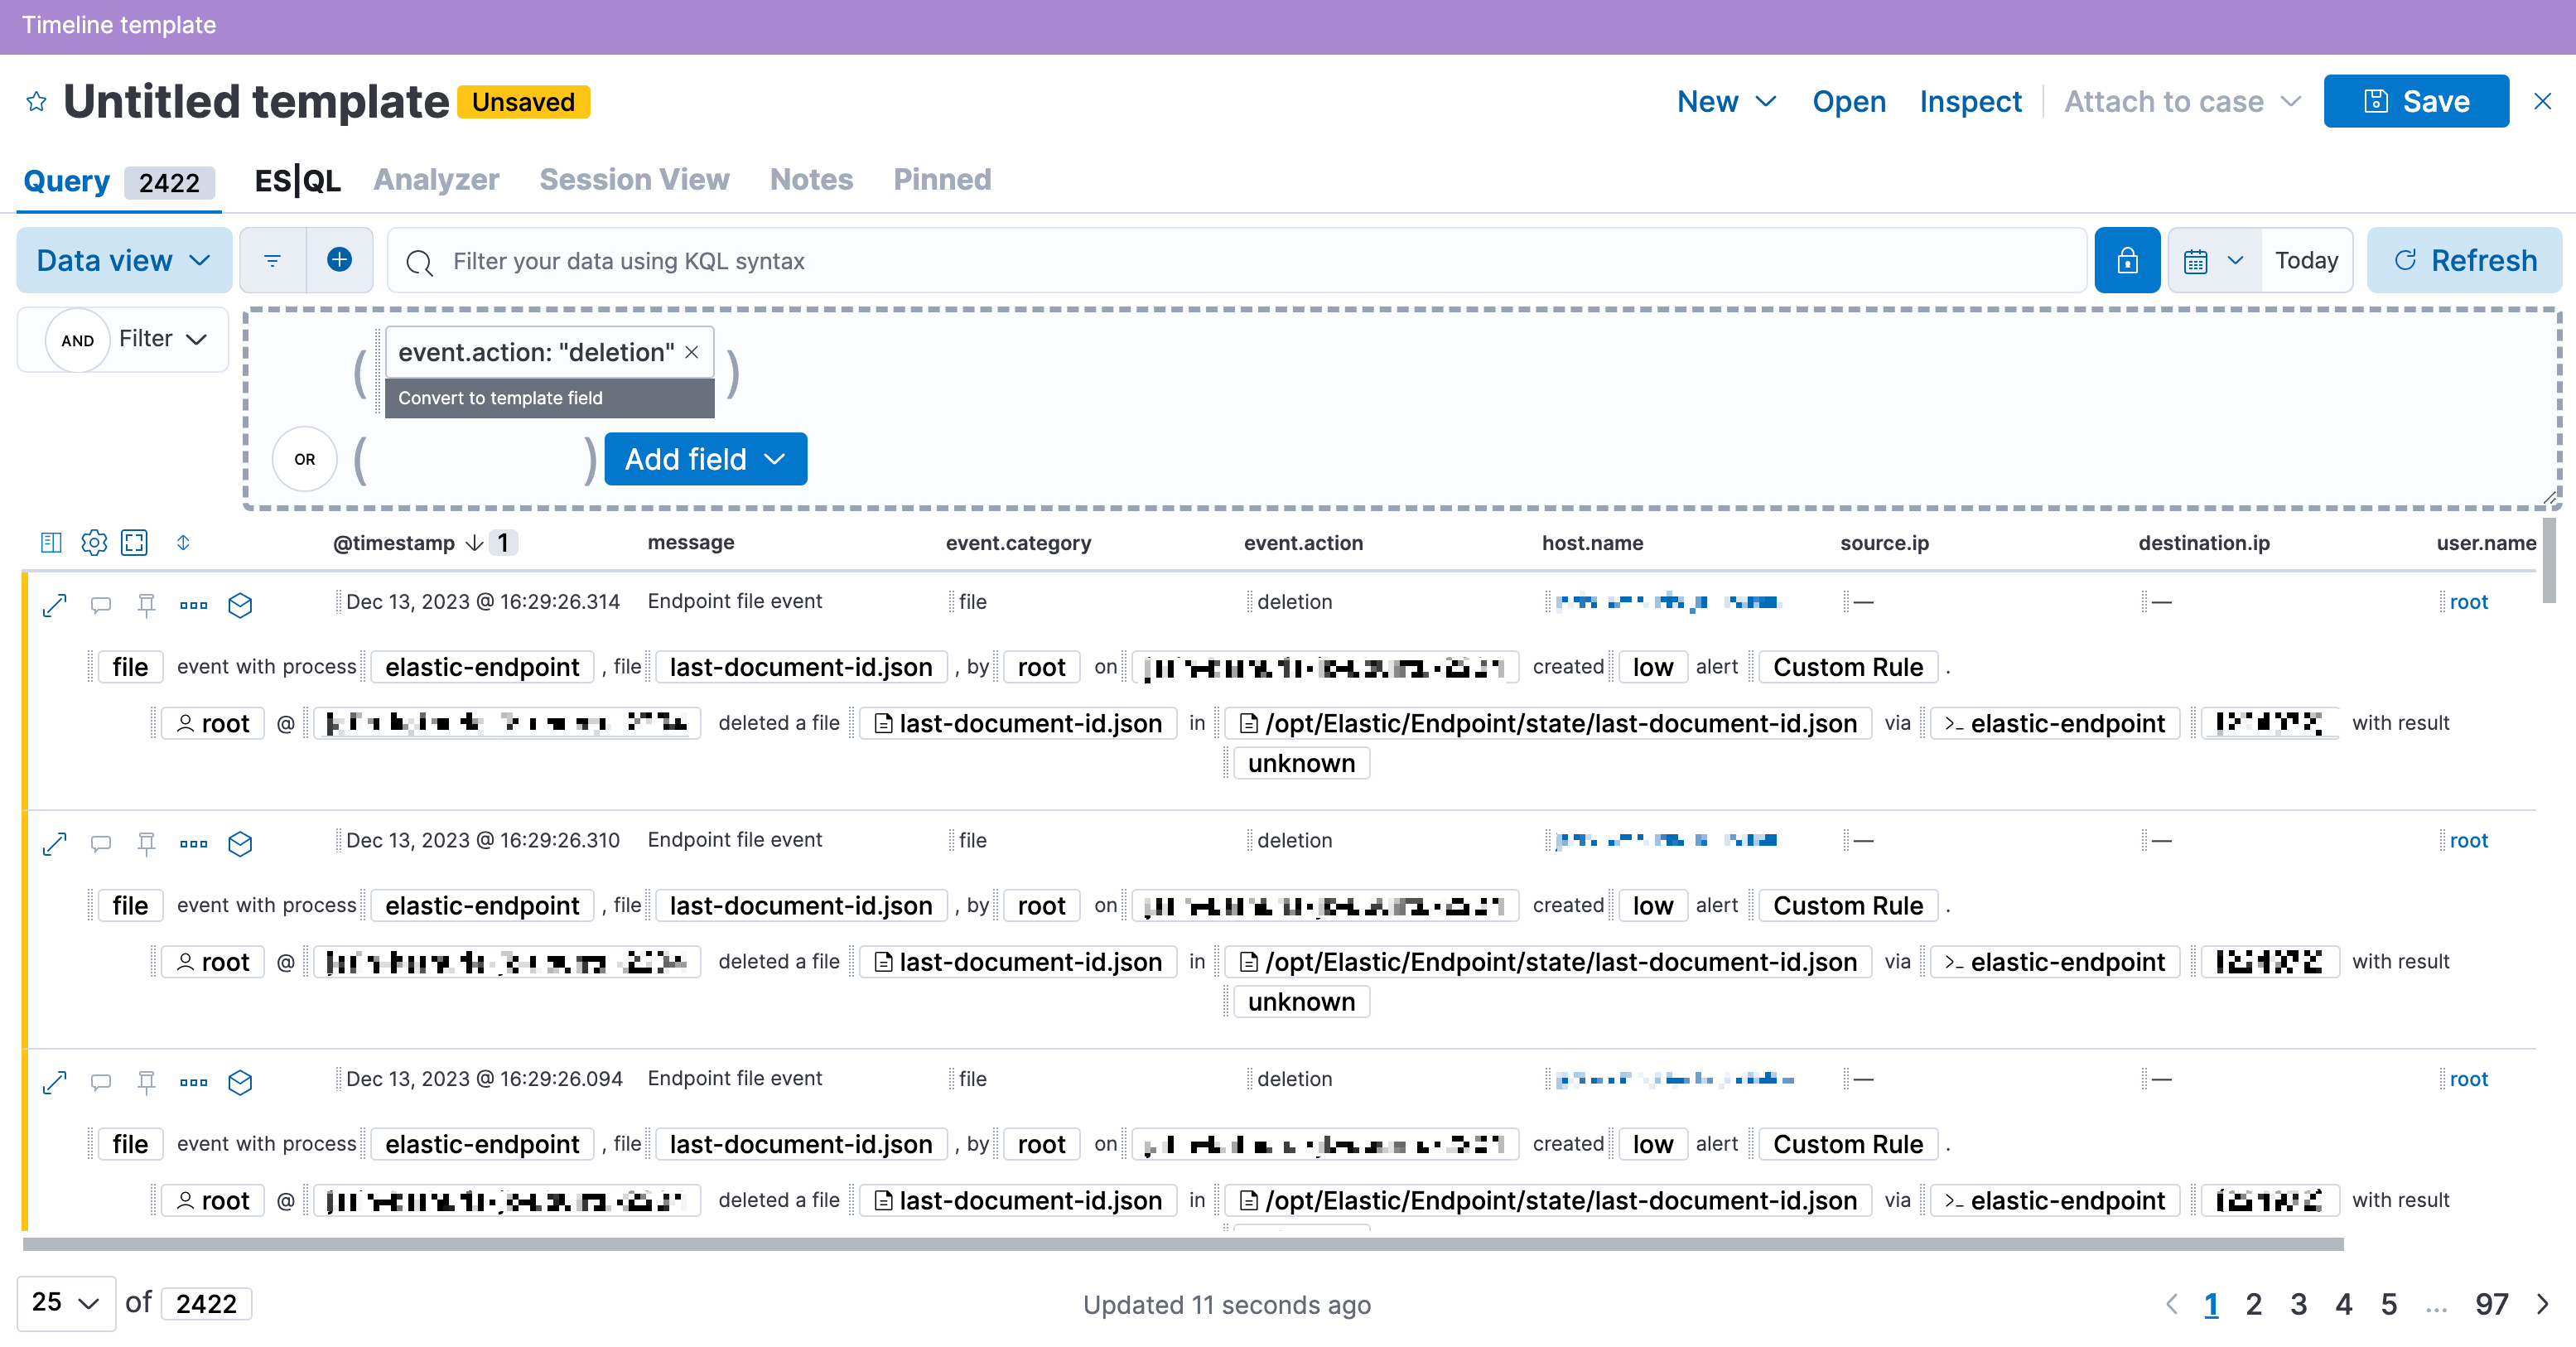 Timeline template
Untitled template Unsaved New Open Inspect Attach to case Save
Query 2422 ES|QL Analyzer Session View Notes Pinned
Data view Filter your data using KQL syntax Today Refresh
AND Filter
( event.action: "deletion" )
Convert to template field
OR ( ) Add field
@timestamp 1 message event.category event.action host.name source.ip destination.ip user.name
Dec 13, 2023 @ 16:29:26.314 Endpoint file event file deletion — — root
file event with process elastic-endpoint , file last-document-id.json , by root on created low alert Custom Rule .
root @ deleted a file last-document-id.json in /opt/Elastic/Endpoint/state/last-document-id.json via >_ elastic-endpoint with result
unknown
Dec 13, 2023 @ 16:29:26.310 Endpoint file event file deletion — — root
file event with process elastic-endpoint , file last-document-id.json , by root on created low alert Custom Rule .
root @ deleted a file last-document-id.json in /opt/Elastic/Endpoint/state/last-document-id.json via >_ elastic-endpoint with result
unknown
Dec 13, 2023 @ 16:29:26.094 Endpoint file event file deletion — — root
file event with process elastic-endpoint , file last-document-id.json , by root on created low alert Custom Rule .
root @ deleted a file last-document-id.json in /opt/Elastic/Endpoint/state/last-document-id.json via >_ elastic-endpoint with result
25 of 2422 Updated 11 seconds ago 1 2 3 4 5 ... 97